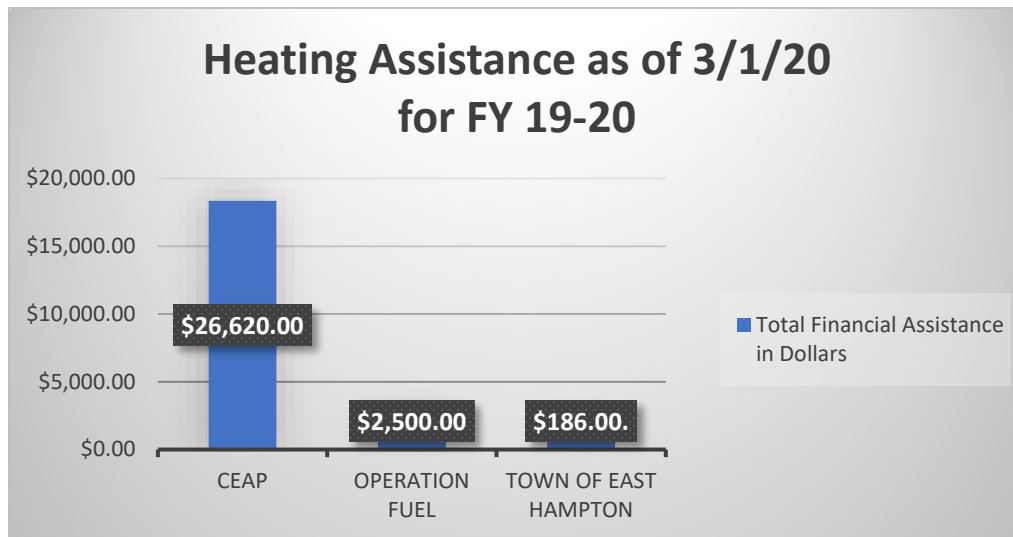 Heating Assistance as of 3/1/20
for FY 19-20
$20,000.00
$15,000.00
$10,000.00
$5,000.00
$0.00
$26,620.00
$2,500.00
$186.00.
CEAP
OPERATION
FUEL
TOWN OF EAST
HAMPTON
Total Financial Assistance
in Dollars